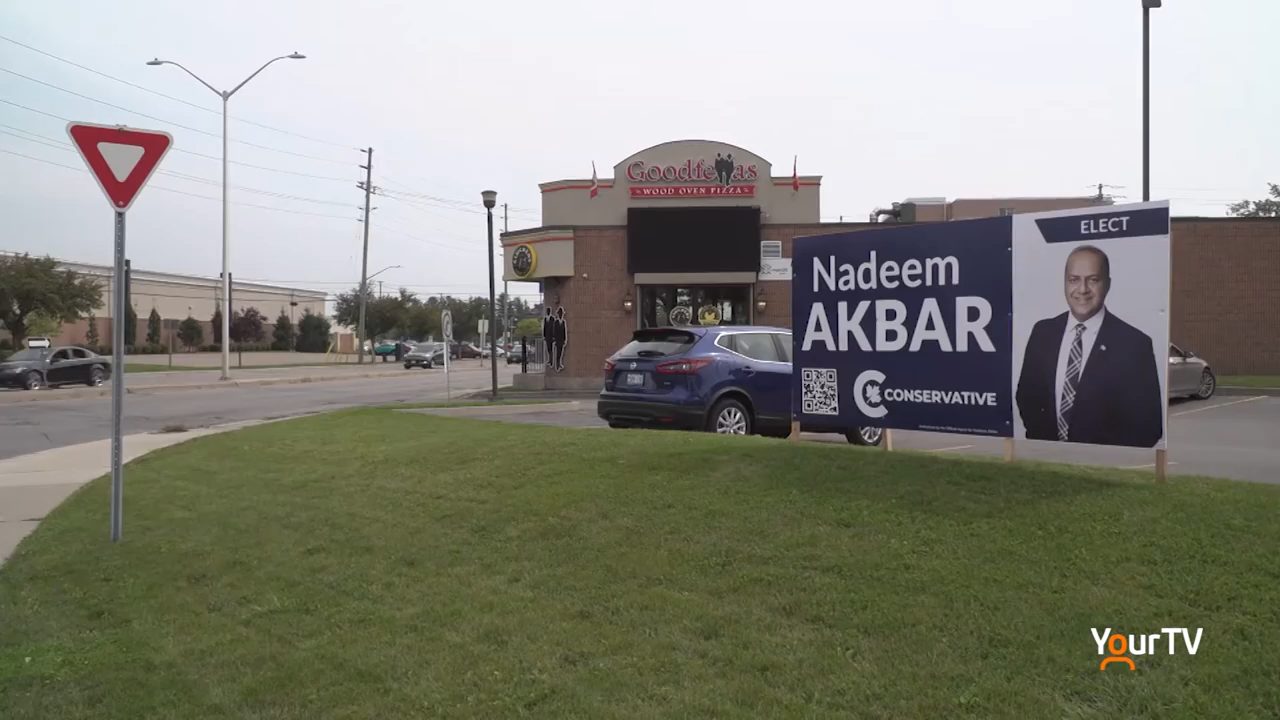 Goodfellas
WOOD OVEN PIZZA
ELECT
Nadeem
AKBAR
CONSERVATIVE
YourTV